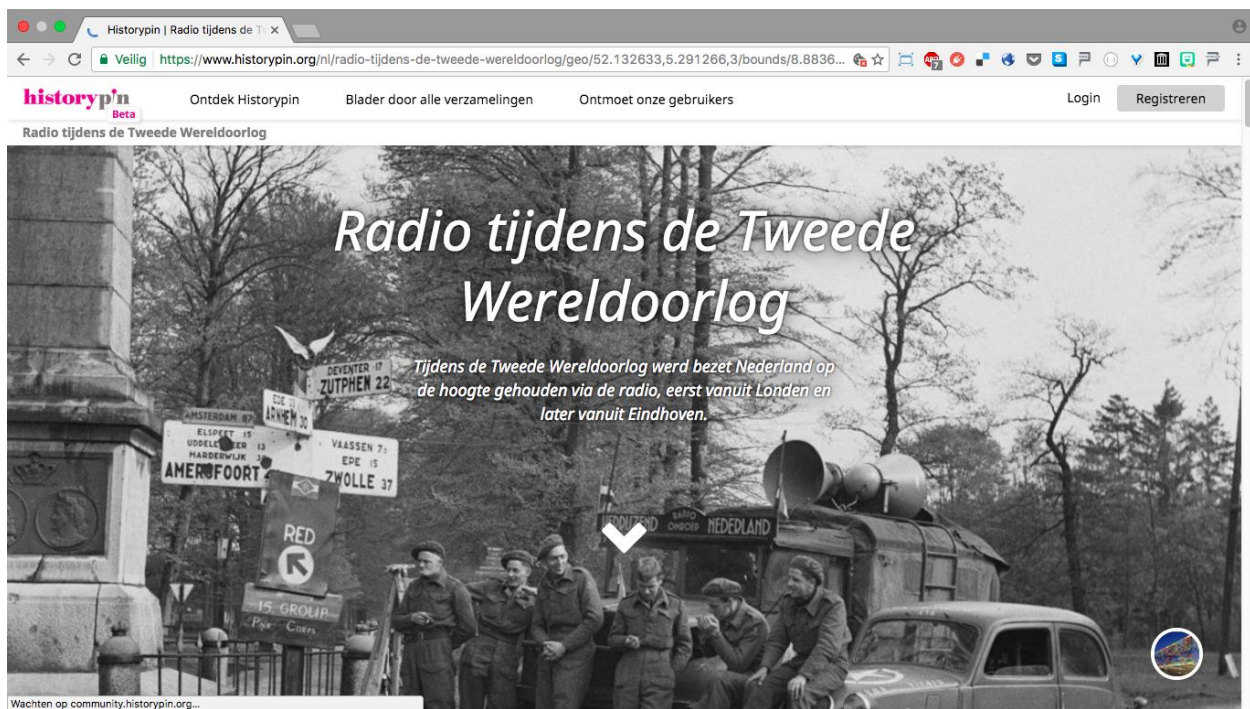 Historypin | Radio tijdens de T
Veilig
https://www.historypin.org/nl/radio-tijdens-de-tweede-wereldoorlog/geo/52.132633,5.291266,3/bounds/8.8836...
historypin
Beta
Ontdek Historypin
Blader door alle verzamelingen
Ontmoet onze gebruikers
Login
Registreren
Radio tijdens de Tweede Wereldoorlog
Radio tijdens de Tweede
Wereldoorlog
Tijdens de Tweede Wereldoorlog werd bezet Nederland op
de hoogte gehouden via de radio, eerst vanuit Londen en
later vanuit Eindhoven.
DEVENTER 17
ZUTPHEN 22
ARNHEM 30
AMSTERDAM 87
ELSPEET 15
HARDERWIJK
AMERSFOORT
VAASSEN
EPE 15
ZWOLLE 37
RED
15 GROUP
RADIO
OMROEP
NEDERLAND
Wachten op community.historypin.org...